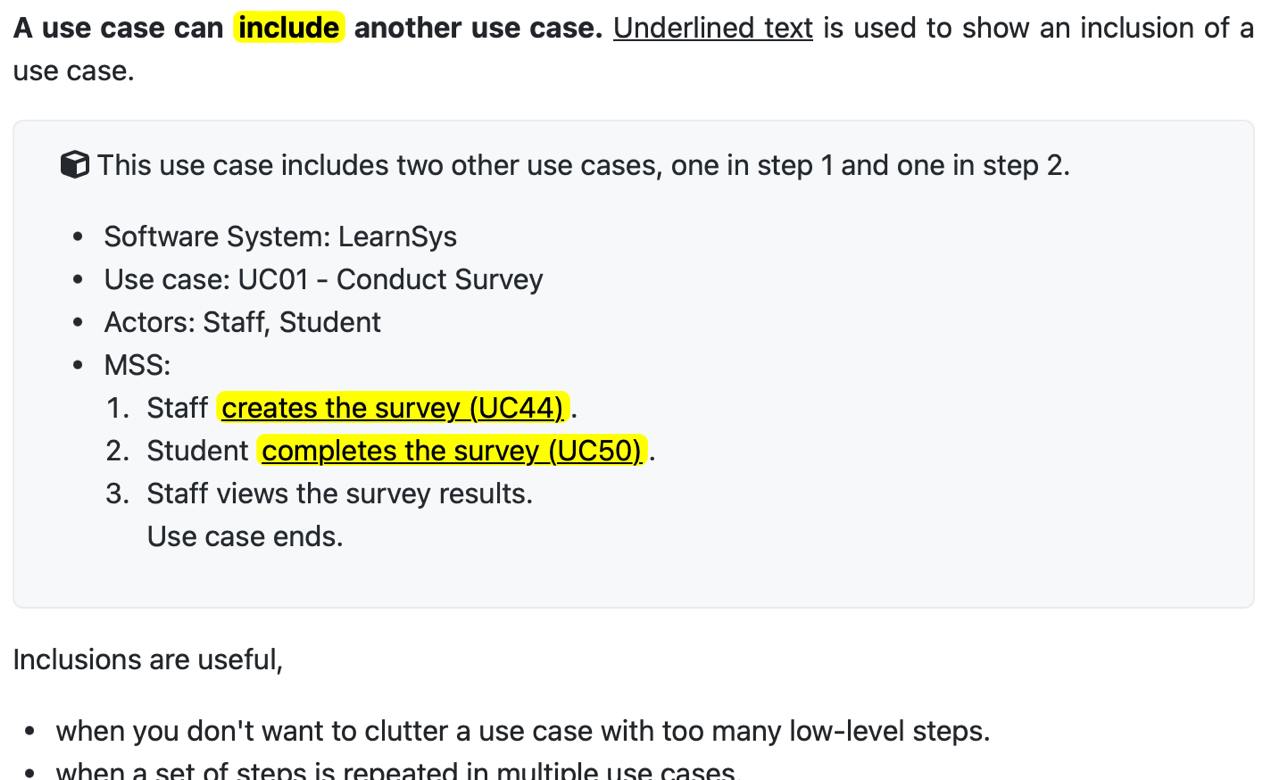 A use case can include another use case. Underlined text is used to show an inclusion of a
use case.
This use case includes two other use cases, one in step 1 and one in step 2.
• Software System: LearnSys
• Use case: UC01 - Conduct Survey
• Actors: Staff, Student
• MSS:
1. Staff creates the survey (UC44).
2. Student completes the survey (UC50).
3. Staff views the survey results.
Use case ends.
Inclusions are useful,
• when you don't want to clutter a use case with too many low-level steps.
• when a set of steps is repeated in multiple use cases.